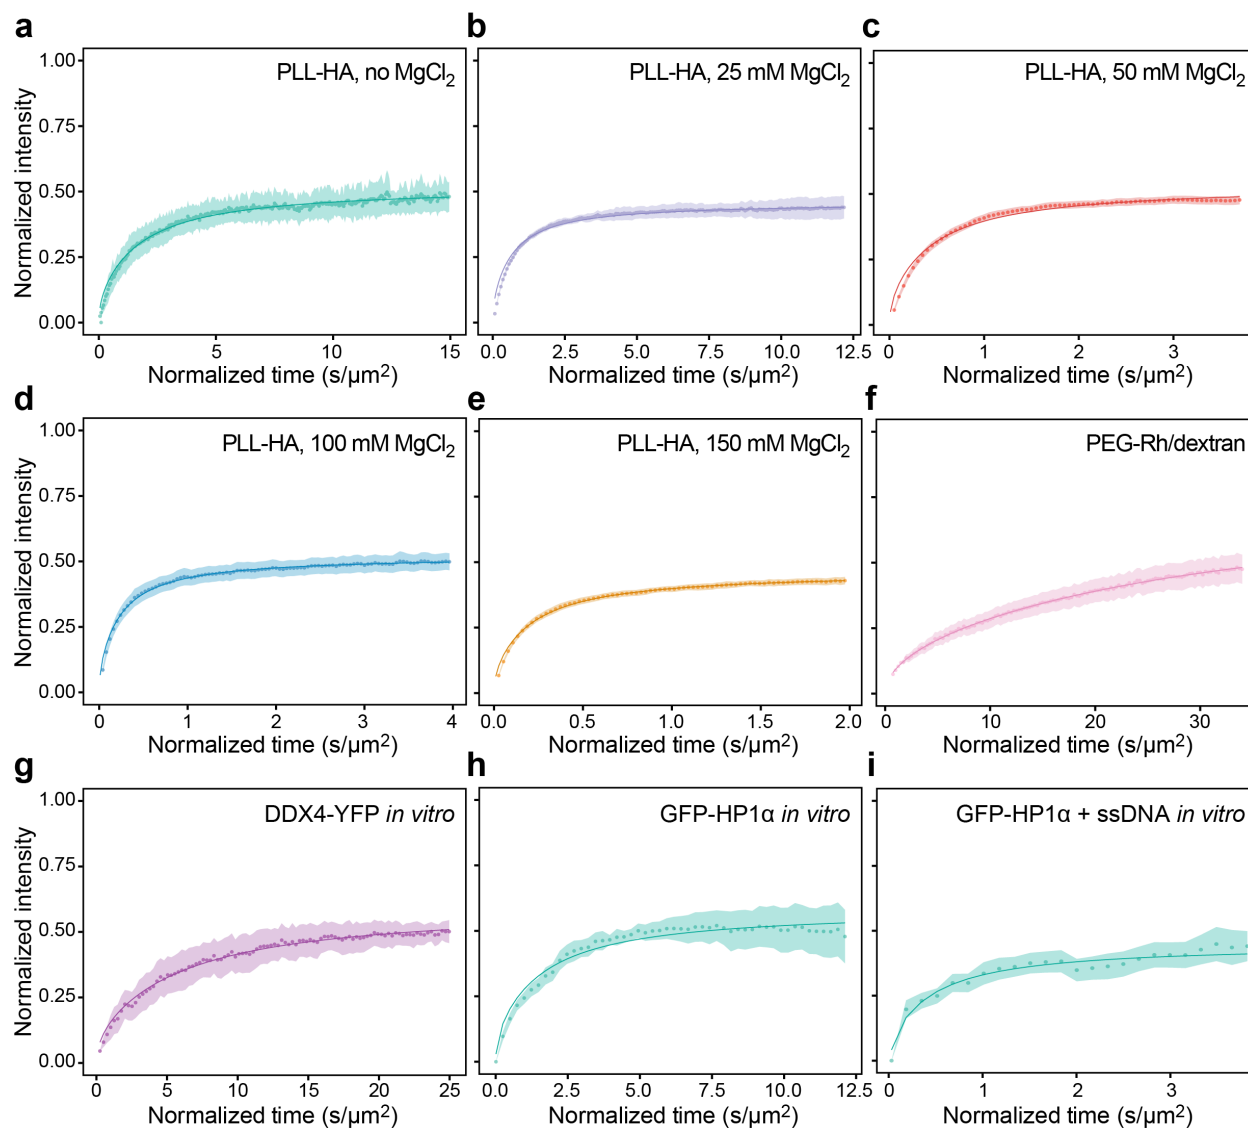 a
PLL-HA, no MgCl2
1.00
0.75
0.50
0.25
0.00
Normalized intensity
0 5 10 15
Normalized time (s/µm2)
b
PLL-HA, 25 mM MgCl2
0.0 2.5 5.0 7.5 10.0 12.5
Normalized time (s/µm2)
c
PLL-HA, 50 mM MgCl2
0 1 2 3
Normalized time (s/µm2)
d
PLL-HA, 100 mM MgCl2
1.00
0.75
0.50
0.25
0.00
Normalized intensity
0 1 2 3 4
Normalized time (s/µm2)
e
PLL-HA, 150 mM MgCl2
0.0 0.5 1.0 1.5 2.0
Normalized time (s/µm2)
f
PEG-Rh/dextran
0 10 20 30
Normalized time (s/µm2)
g
DDX4-YFP in vitro
1.00
0.75
0.50
0.25
0.00
Normalized intensity
0 5 10 15 20 25
Normalized time (s/µm2)
h
GFP-HP1α in vitro
0.0 2.5 5.0 7.5 10.0 12.5
Normalized time (s/µm2)
i
GFP-HP1α + ssDNA in vitro
0 1 2 3
Normalized time (s/µm2)